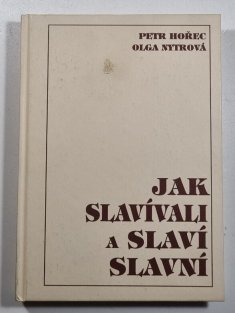 PETR HOŘEC
OLGA NYTROVÁ
JAK
SLAVÍVALI
A SLAVÍ
SLAVNÍ